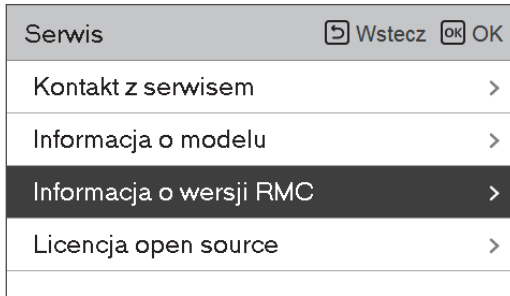 Serwis Wstecz OK OK
Kontakt z serwisem >
Informacja o modelu >
Informacja o wersji RMC >
Licencja open source >